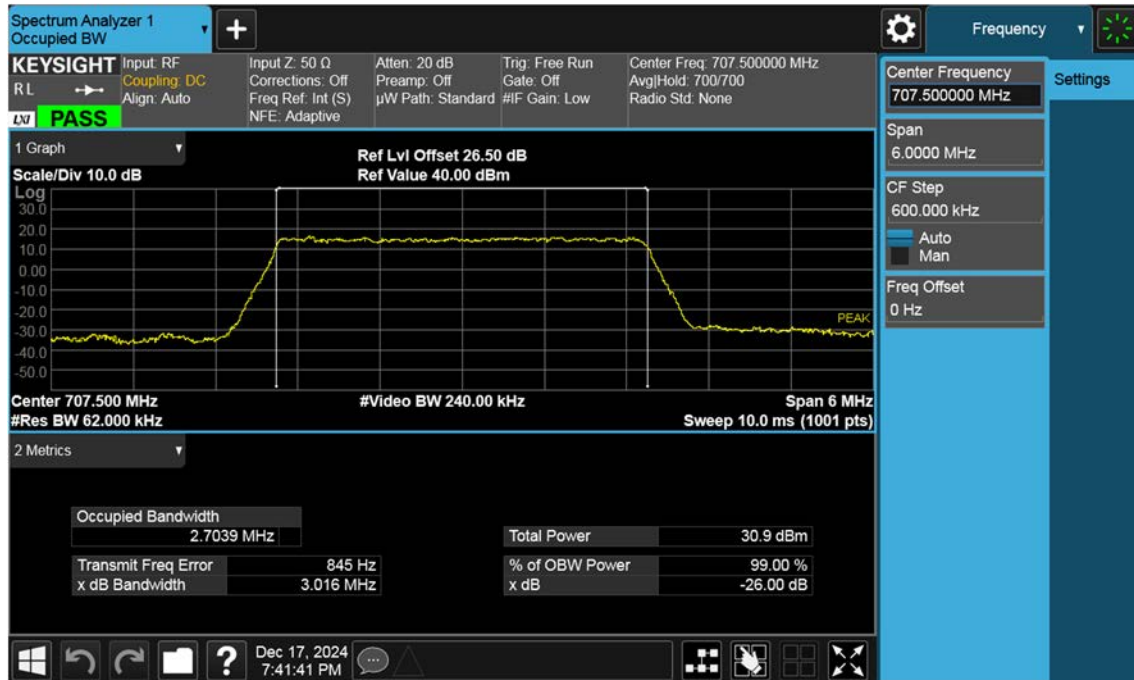 Spectrum Analyzer 1
Occupied BW
+
Frequency
KEYSIGHT
RL
LXI
PASS
Input: RF
Coupling: DC
Align: Auto
Input Z: 50 Ω
Corrections: Off
Freq Ref: Int (S)
NFE: Adaptive
Atten: 20 dB
Preamp: Off
µW Path: Standard
Trig: Free Run
Gate: Off
#IF Gain: Low
Center Freq: 707.500000 MHz
Avg|Hold: 700/700
Radio Std: None
1 Graph
Scale/Div 10.0 dB
Ref Lvl Offset 26.50 dB
Ref Value 40.00 dBm
Log
30.0
20.0
10.0
0.00
-10.0
-20.0
-30.0
-40.0
-50.0
PEAK
Center 707.500 MHz
#Video BW 240.00 kHz
Span 6 MHz
#Res BW 62.000 kHz
Sweep 10.0 ms (1001 pts)
2 Metrics
Occupied Bandwidth
2.7039 MHz
Total Power 30.9 dBm
Transmit Freq Error 845 Hz
% of OBW Power 99.00 %
x dB Bandwidth 3.016 MHz
x dB -26.00 dB
?
Dec 17, 2024
7:41:41 PM
Center Frequency
707.500000 MHz
Settings
Span
6.0000 MHz
CF Step
600.000 kHz
Auto
Man
Freq Offset
0 Hz